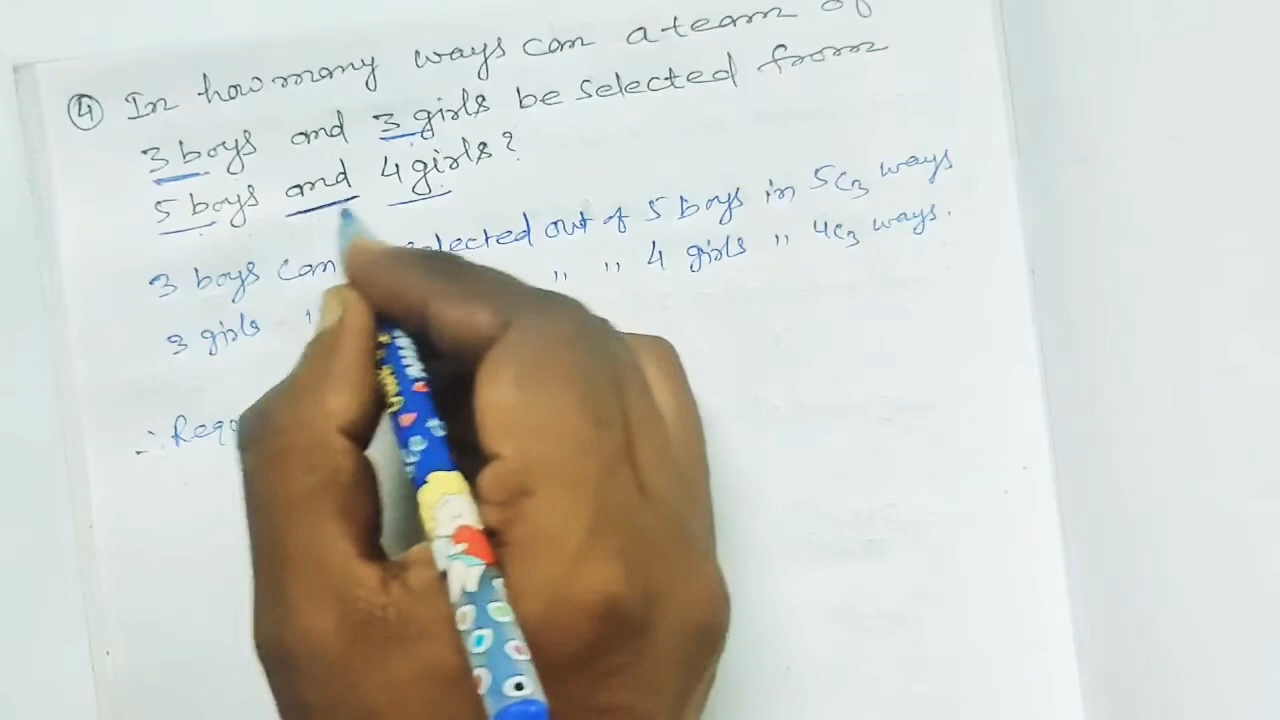 ④ In how many ways can a team of
3 boys and 3 girls be selected from
5 boys and 4 girls?
3 boys can selected out of 5 boys in 5C3 ways
3 girls " " " 4 girls " 4C3 ways.
∴ Requ